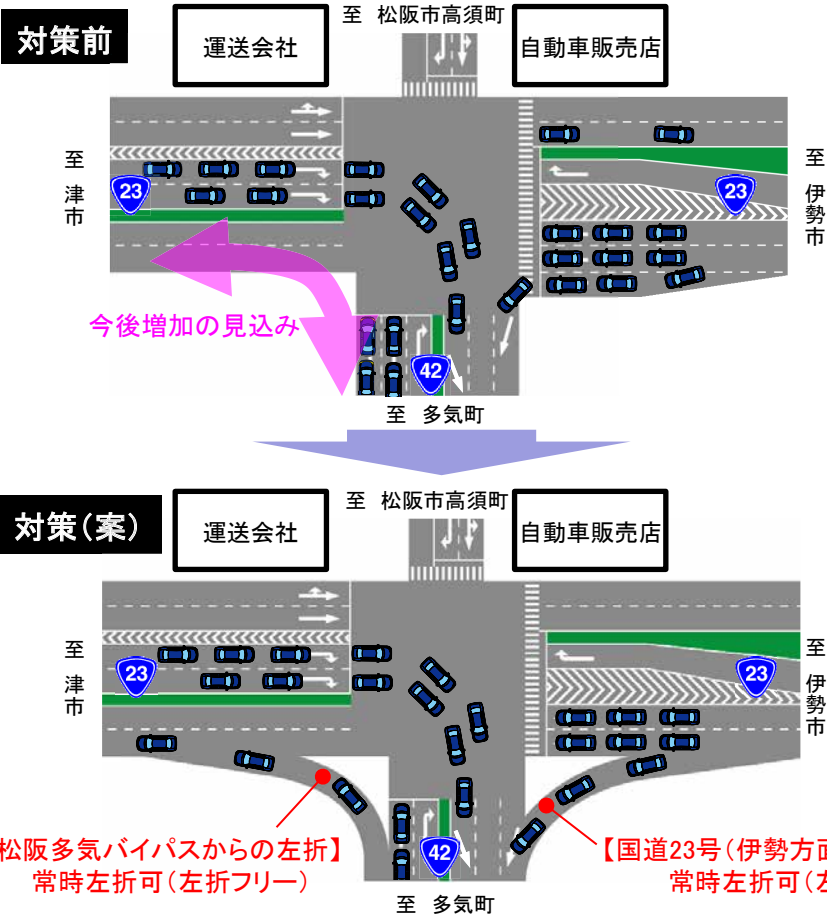 対策前
運送会社
至 松阪市高須町
自動車販売店
至 津市
23
23
至 伊勢市
今後増加の見込み
42
至 多気町
対策(案)
運送会社
至 松阪市高須町
自動車販売店
至 津市
23
23
至 伊勢市
松阪多気バイパスからの左折】
常時左折可(左折フリー)
42
【国道23号(伊勢方面
常時左折可(左
至 多気町